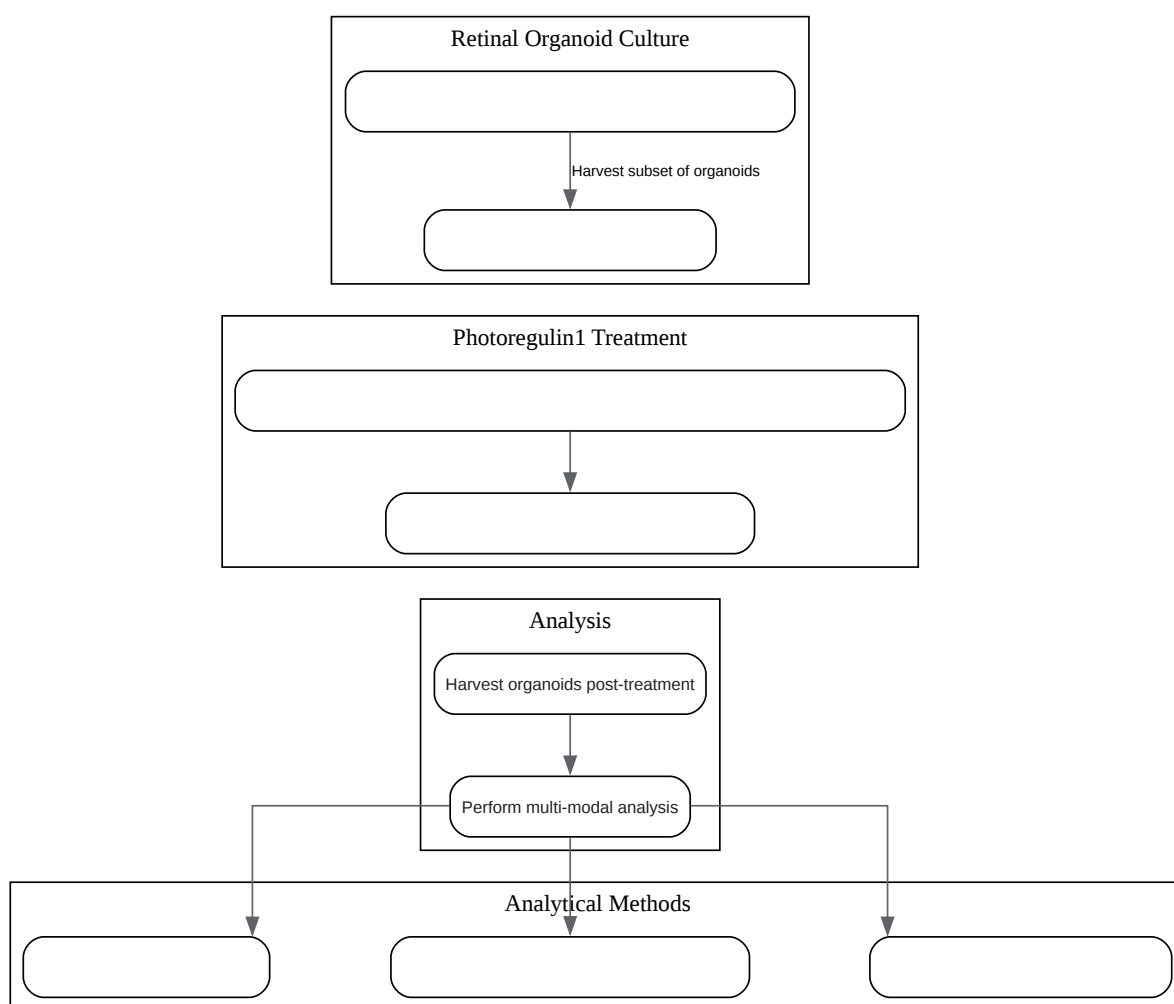 Retinal Organoid Culture
Harvest subset of organoids
Photoregulin1 Treatment
Analysis
Harvest organoids post-treatment
Perform multi-modal analysis
Analytical Methods